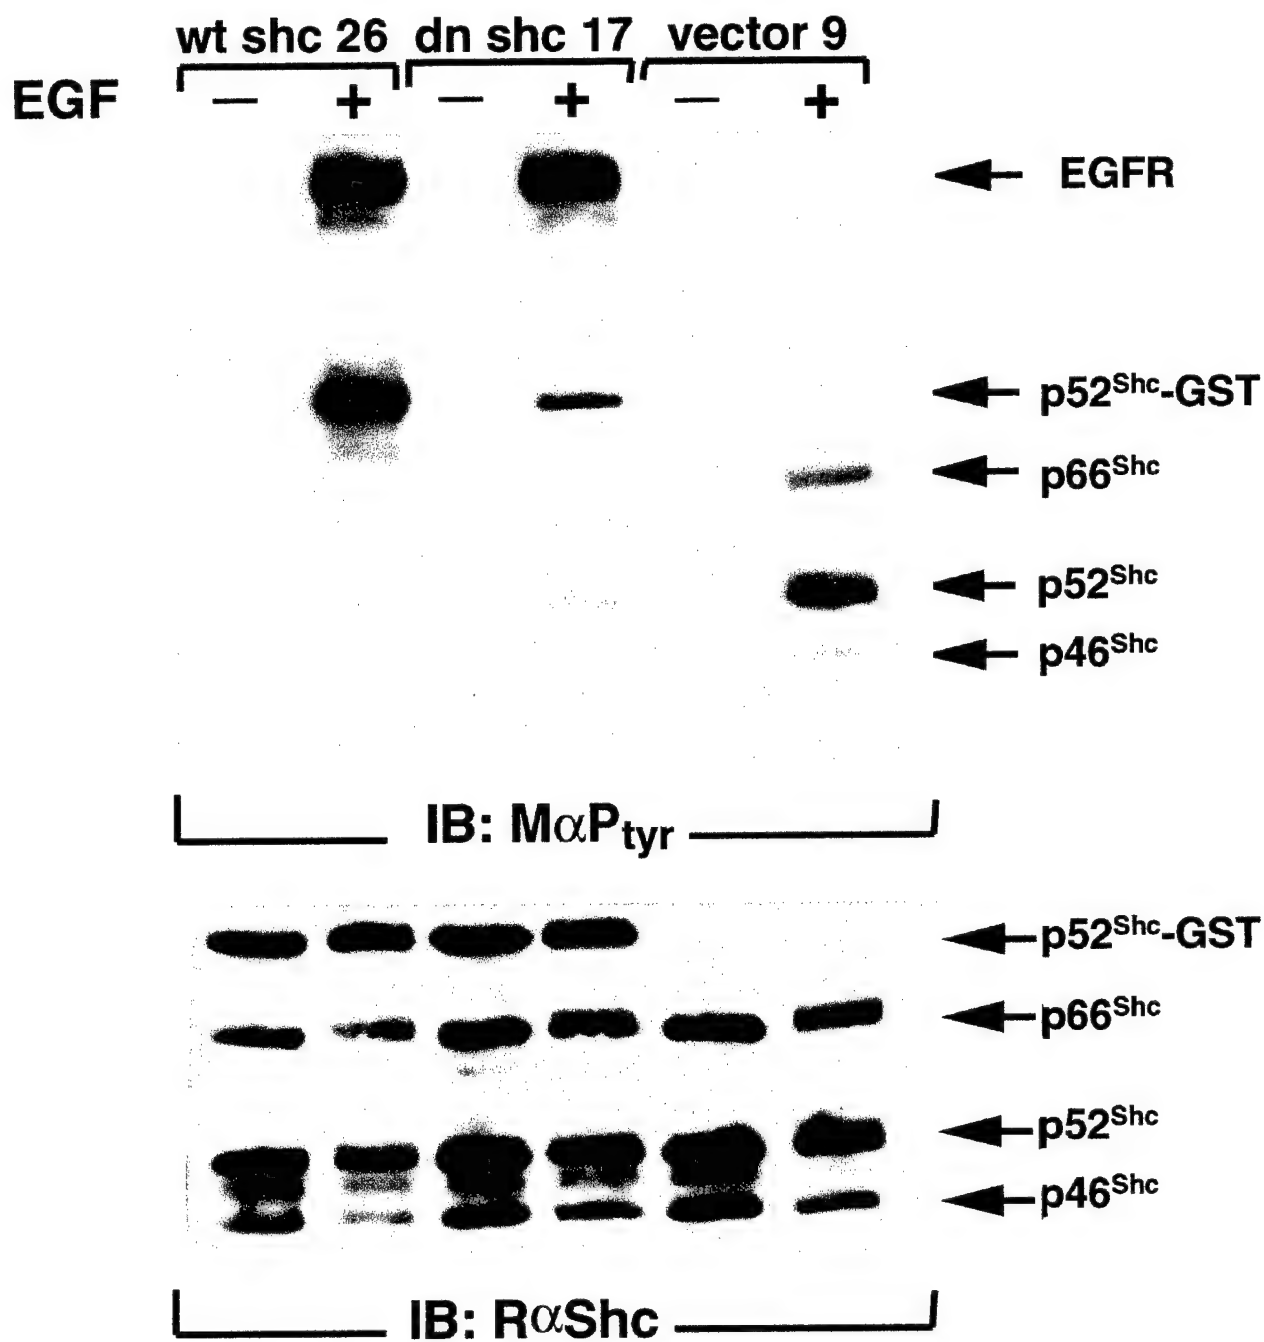 wt shc 26 dn shc 17 vector 9
EGF — + — + — +
EGFR
p52Shc-GST
p66Shc
p52Shc
p46Shc
IB: MαPtyr
p52Shc-GST
p66Shc
p52Shc
p46Shc
IB: RαShc